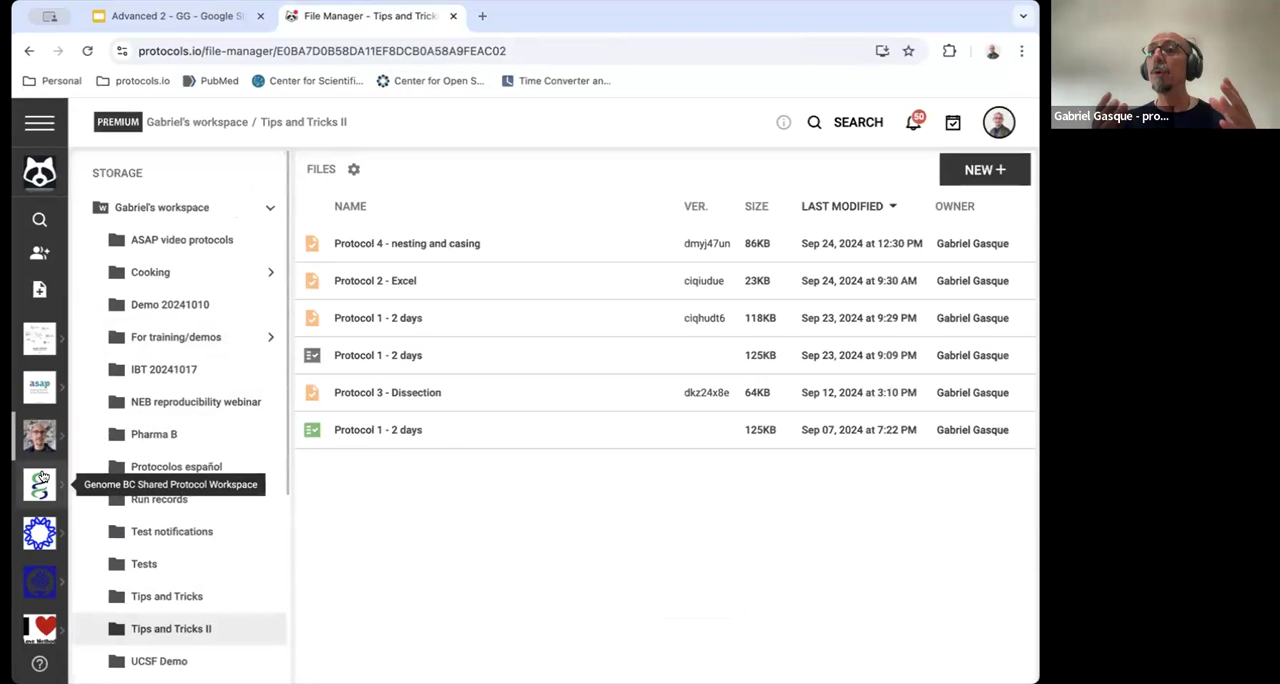 Advanced 2 - GG - Google Sl
File Manager - Tips and Trick
protocols.io/file-manager/E0BA7D0B58DA11EF8DCB0A58A9FEAC02
Personal
protocols.io
PubMed
Center for Scientifi...
Center for Open S...
Time Converter an...
Gabriel Gasque - pro...
PREMIUM Gabriel's workspace / Tips and Tricks II
SEARCH
50
STORAGE
Gabriel's workspace
ASAP video protocols
Cooking
Demo 20241010
For training/demos
IBT 20241017
NEB reproducibility webinar
Pharma B
Protocolos español
Run records
Test notifications
Tests
Tips and Tricks
Tips and Tricks II
UCSF Demo
asap
Genome BC Shared Protocol Workspace
I
FILES
NEW +
NAME VER. SIZE LAST MODIFIED OWNER
Protocol 4 - nesting and casing dmyj47un 86KB Sep 24, 2024 at 12:30 PM Gabriel Gasque
Protocol 2 - Excel ciqiudue 23KB Sep 24, 2024 at 9:30 AM Gabriel Gasque
Protocol 1 - 2 days ciqhudt6 118KB Sep 23, 2024 at 9:29 PM Gabriel Gasque
Protocol 1 - 2 days 125KB Sep 23, 2024 at 9:09 PM Gabriel Gasque
Protocol 3 - Dissection dkz24x8e 64KB Sep 12, 2024 at 3:10 PM Gabriel Gasque
Protocol 1 - 2 days 125KB Sep 07, 2024 at 7:22 PM Gabriel Gasque